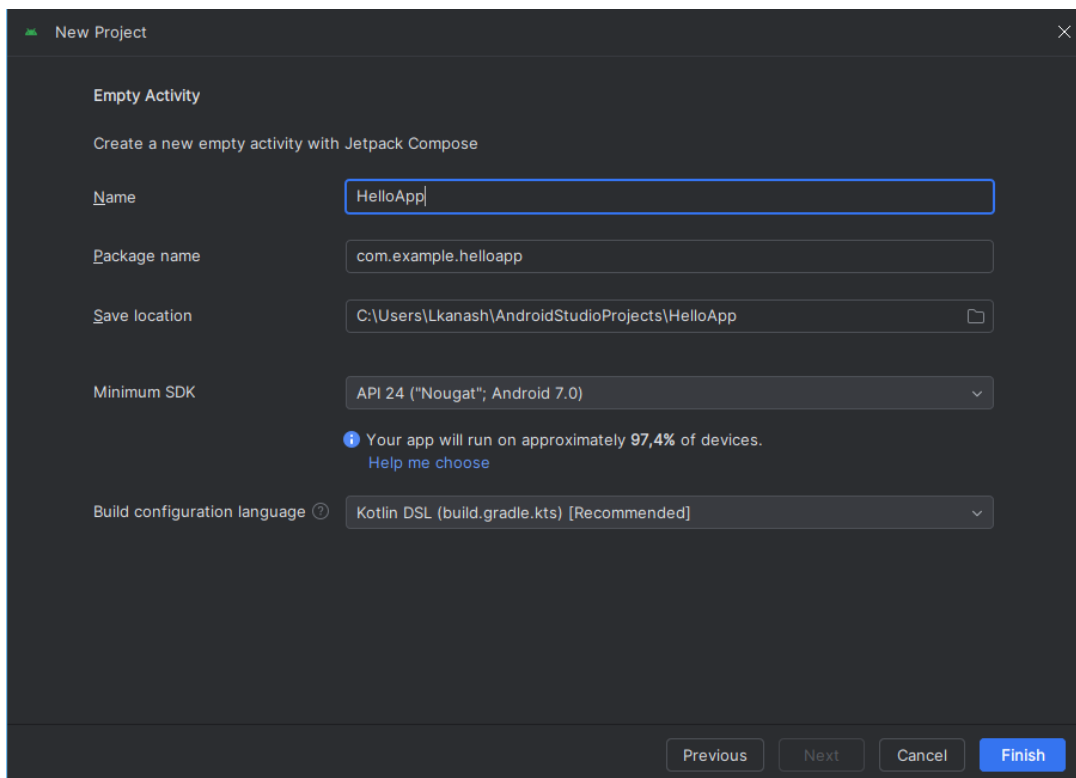 New Project
Empty Activity
Create a new empty activity with Jetpack Compose
Name
HelloApp
Package name
com.example.helloapp
Save location
C:\Users\Lkanash\AndroidStudioProjects\HelloApp
Minimum SDK
API 24 ("Nougat"; Android 7.0)
Your app will run on approximately 97,4% of devices.
Help me choose
Build configuration language ?
Kotlin DSL (build.gradle.kts) [Recommended]
Previous
Next
Cancel
Finish